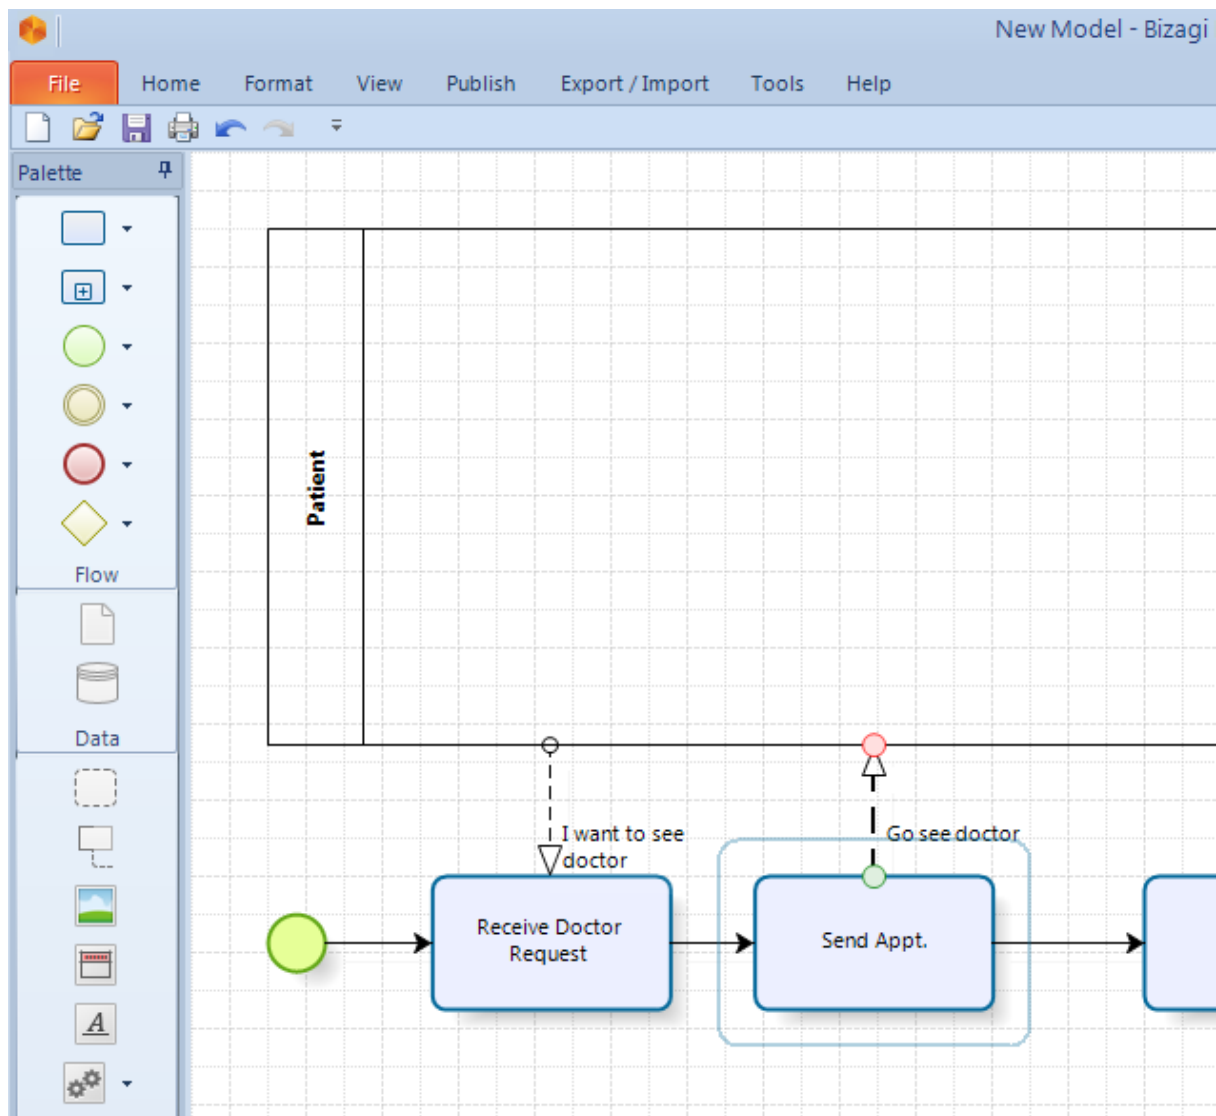 New Model - Bizagi
File Home Format View Publish Export / Import Tools Help
Palette
Flow
Data
A
Patient
I want to see
doctor
Go see doctor
Receive Doctor
Request
Send Appt.